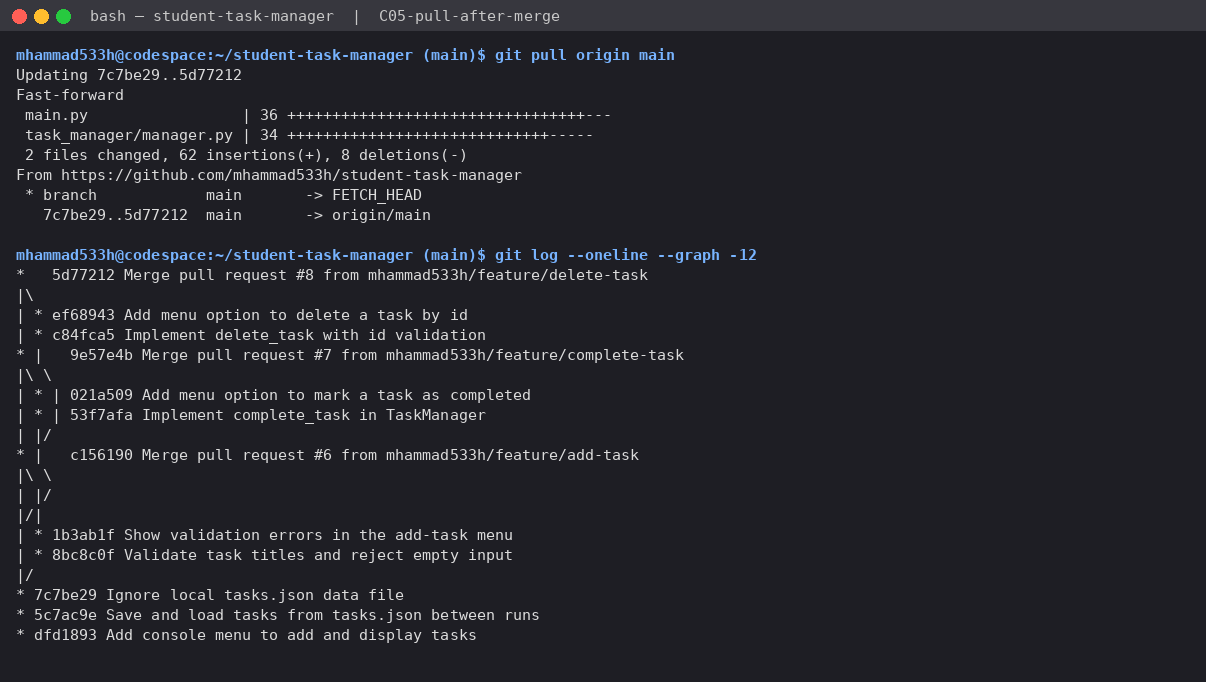 bash — student-task-manager  |  C05-pull-after-merge
mhammad533h@codespace:~/student-task-manager (main)$ git pull origin main
Updating 7c7be29..5d77212
Fast-forward
 main.py                 | 36 +++++++++++++++++++++++++++++++++---
 task_manager/manager.py | 34 +++++++++++++++++++++++++++++-----
 2 files changed, 62 insertions(+), 8 deletions(-)
From https://github.com/mhammad533h/student-task-manager
 * branch            main       -> FETCH_HEAD
   7c7be29..5d77212  main       -> origin/main
mhammad533h@codespace:~/student-task-manager (main)$ git log --oneline --graph -12
*   5d77212 Merge pull request #8 from mhammad533h/feature/delete-task
|\
| * ef68943 Add menu option to delete a task by id
| * c84fca5 Implement delete_task with id validation
* |   9e57e4b Merge pull request #7 from mhammad533h/feature/complete-task
|\ \
| * | 021a509 Add menu option to mark a task as completed
| * | 53f7afa Implement complete_task in TaskManager
| |/
* |   c156190 Merge pull request #6 from mhammad533h/feature/add-task
|\ \
| |/
|/|
| * 1b3ab1f Show validation errors in the add-task menu
| * 8bc8c0f Validate task titles and reject empty input
|/
* 7c7be29 Ignore local tasks.json data file
* 5c7ac9e Save and load tasks from tasks.json between runs
* dfd1893 Add console menu to add and display tasks